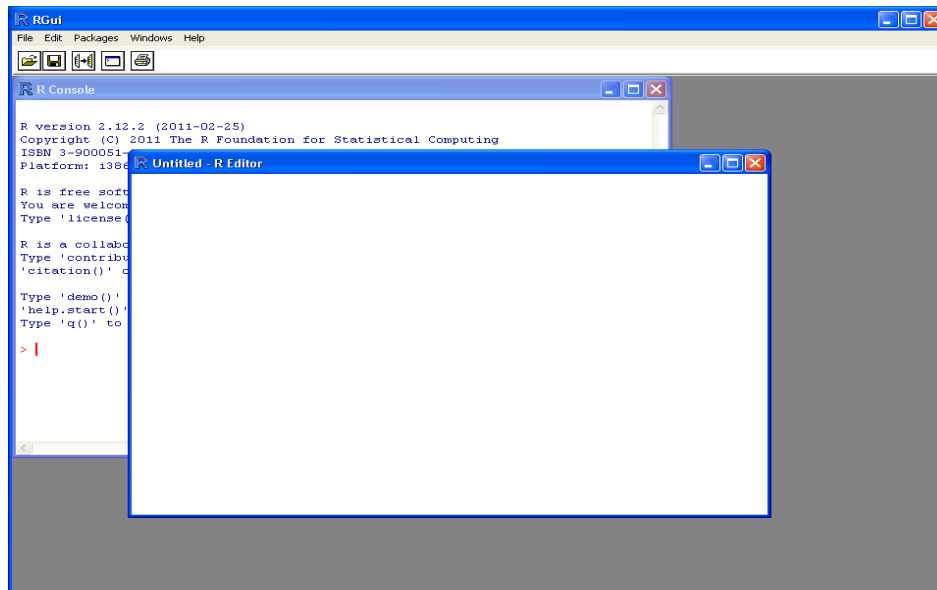 RGui
File Edit Packages Windows Help
R Console
R version 2.12.2 (2011-02-25)
Copyright (C) 2011 The R Foundation for Statistical Computing
ISBN 3-900051-
Platform: i386
Untitled - R Editor
R is free soft
You are welcom
Type 'license(
R is a collabo
Type 'contribu
'citation()' o
Type 'demo()'
'help.start()'
Type 'q()' to
>